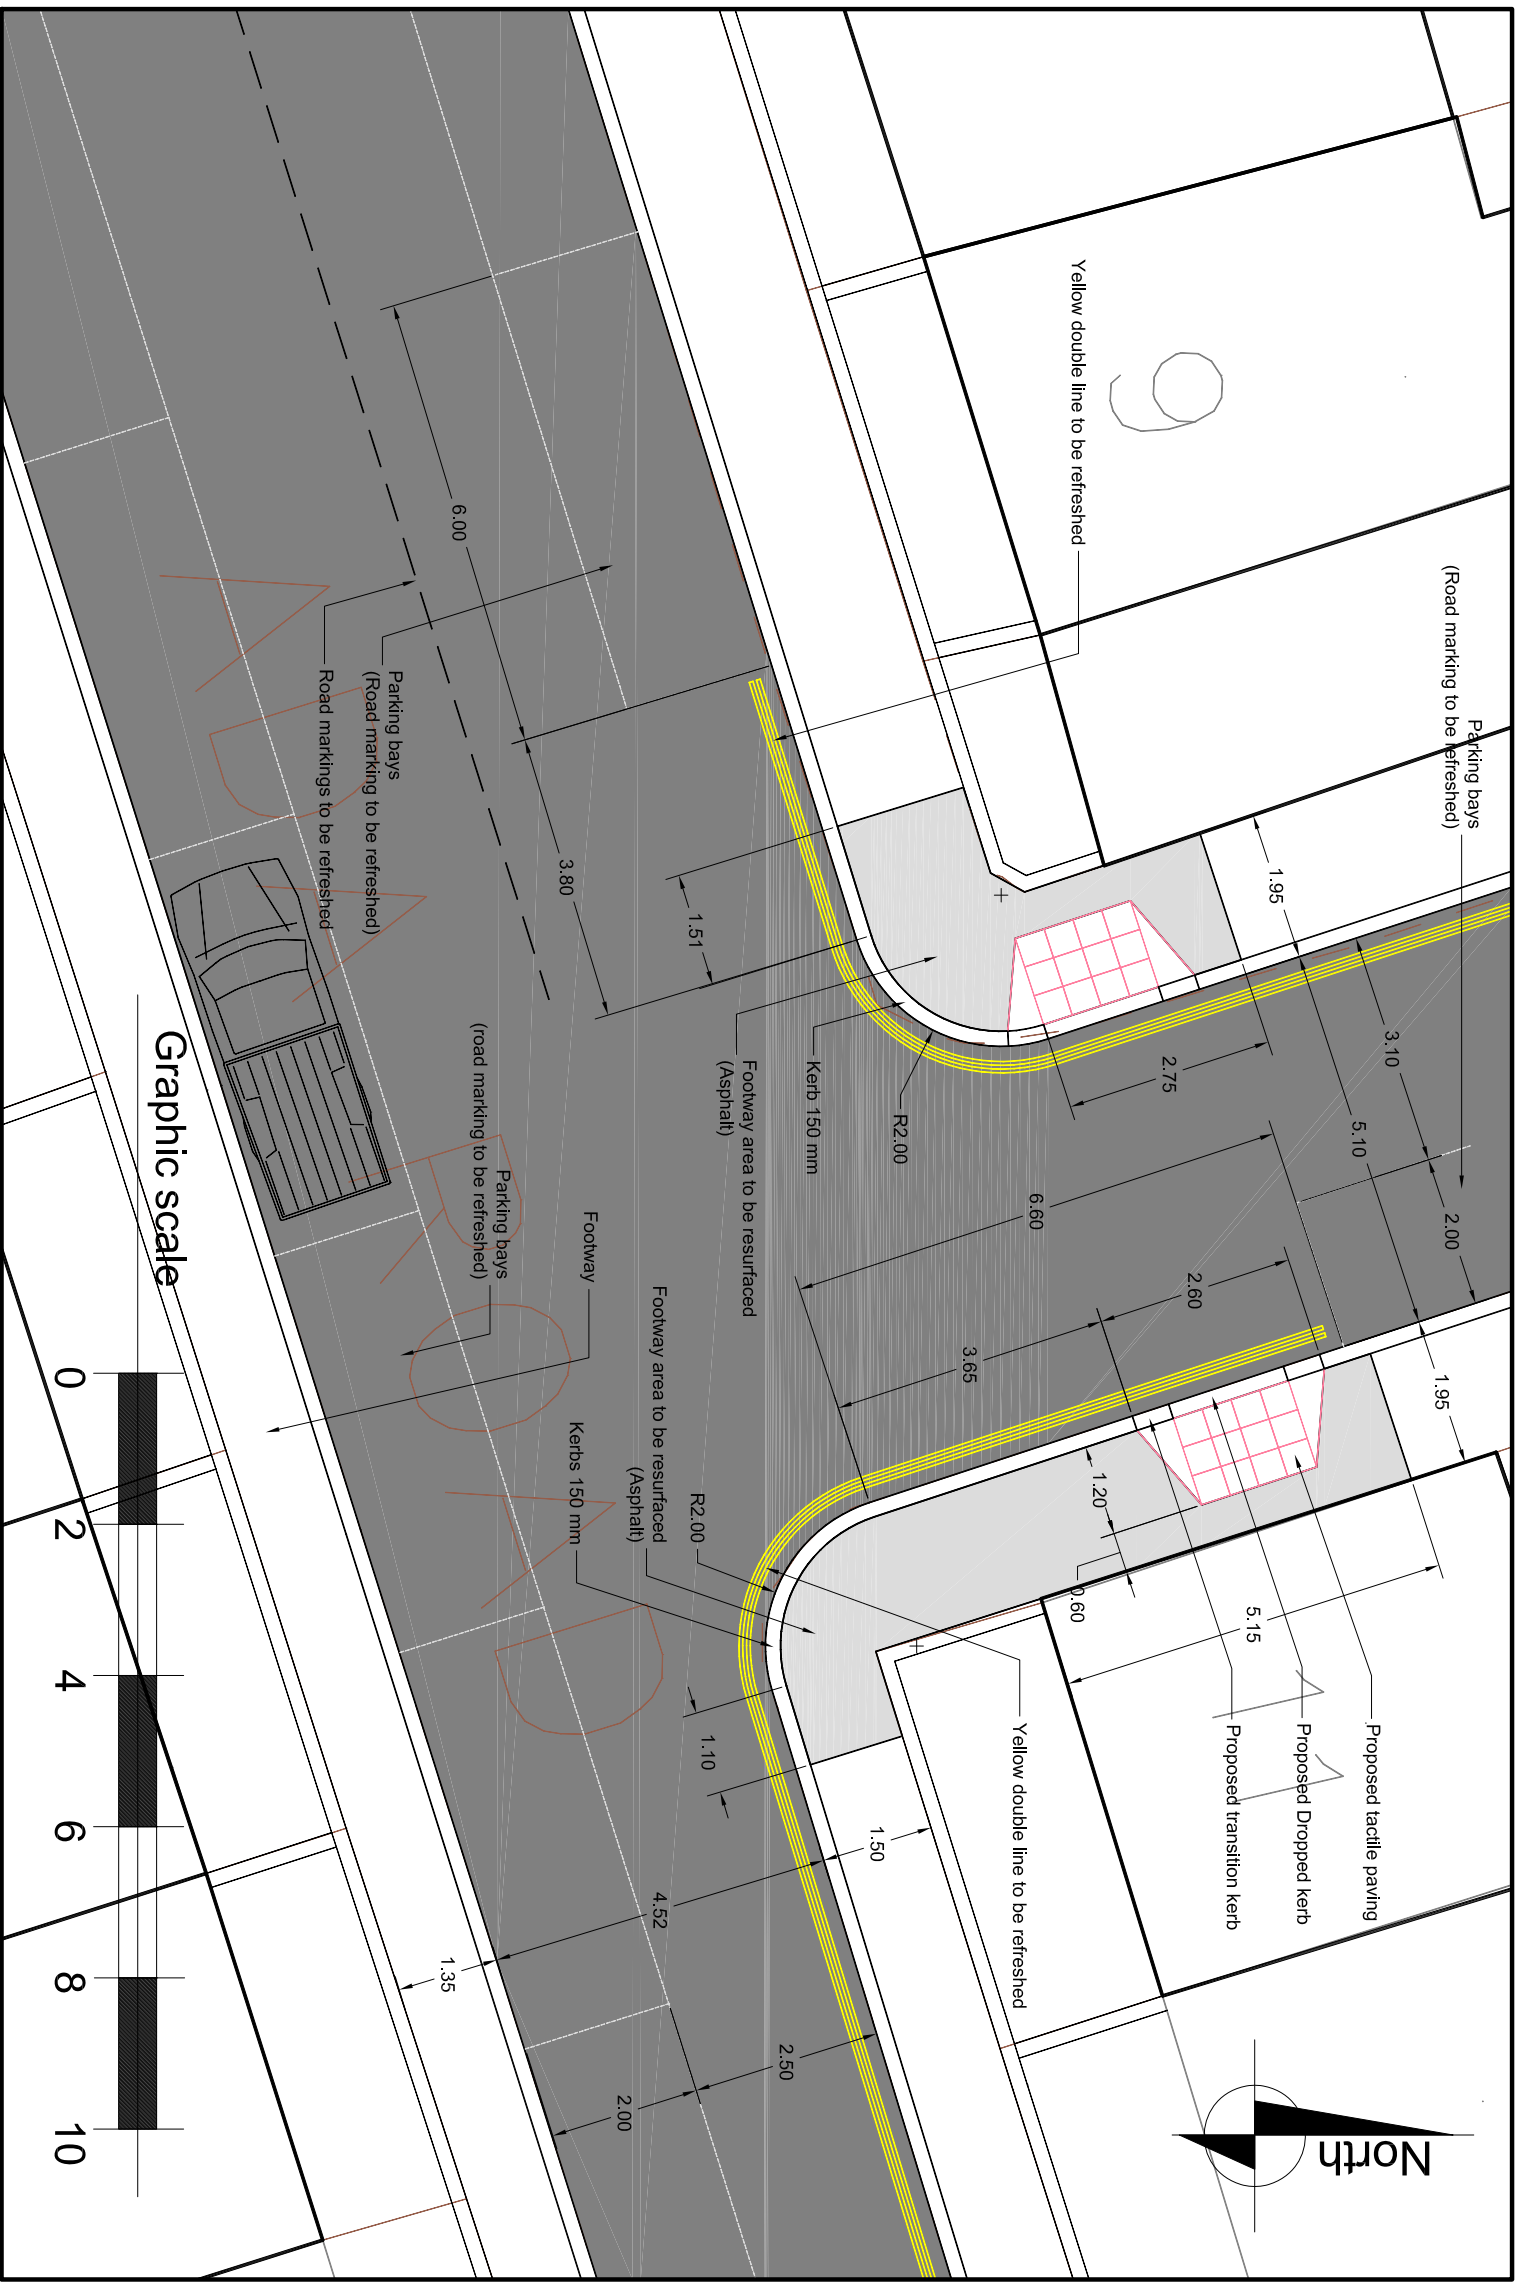 Parking bays
(Road marking to be refreshed)
Yellow double line to be refreshed
6
1.95
3.10
5.10
2.00
1.95
2.75
6.60
2.60
3.65
1.20
0.60
5.15
Proposed tactile paving
Proposed Dropped kerb
Proposed transition kerb
North
11
R2.00
Kerb 150 mm
Footway area to be resurfaced
(Asphalt)
1.51
3.80
6.00
Parking bays
(Road marking to be refreshed)
Road markings to be refreshed
Yellow double line to be refreshed
R2.00
Footway area to be resurfaced
(Asphalt)
Kerbs 150 mm
Footway
Parking bays
(road marking to be refreshed)
1.10
1.50
4.52
1.35
2.50
2.00
ABBA ROAD
Graphic scale
0 2 4 6 8 10